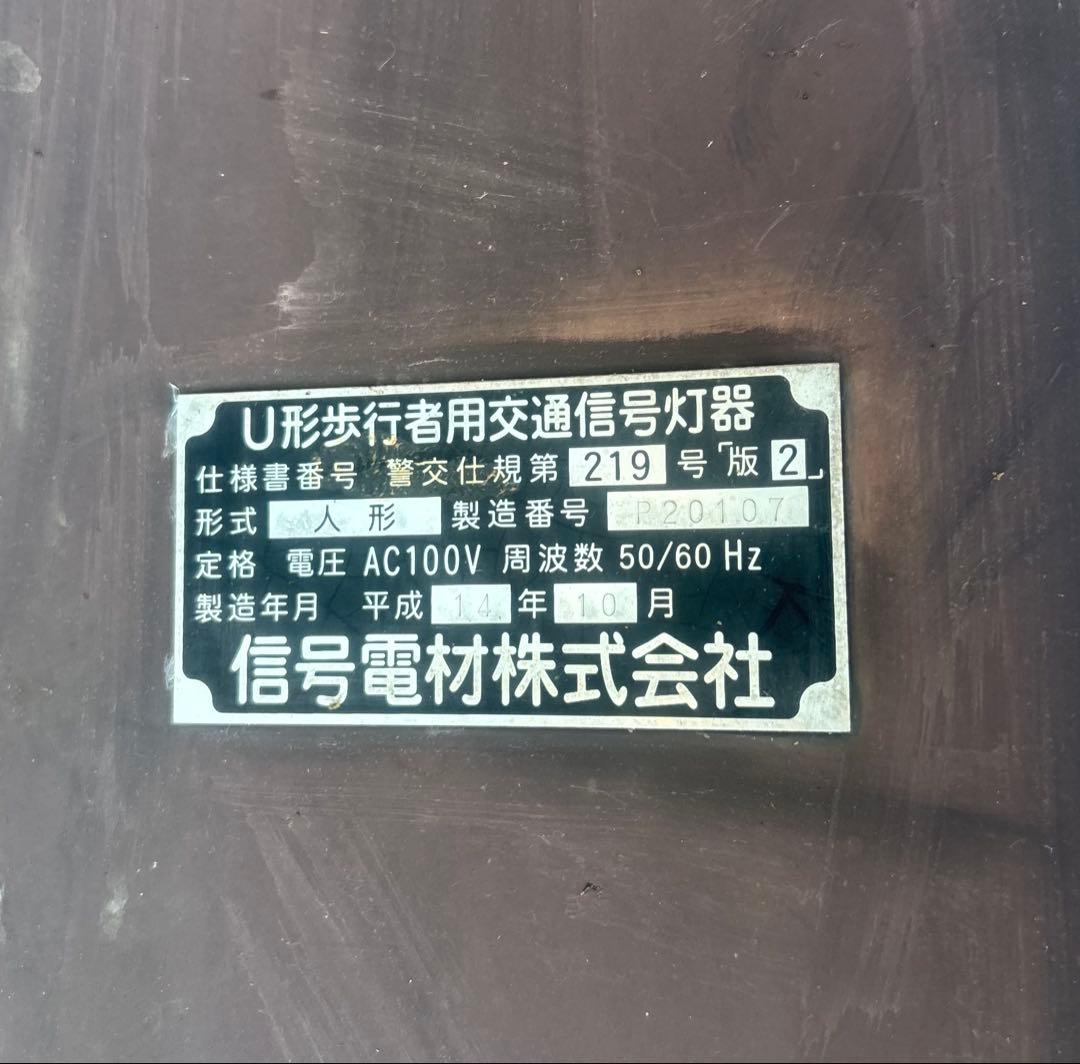 U形歩行者用交通信号灯器
仕様書番号 警交仕規第 219 号「版 2」
形式 人形 製造番号 P20107
定格 電圧 AC100V 周波数 50/60 Hz
製造年月 平成 14 年 10 月
信号電材株式会社